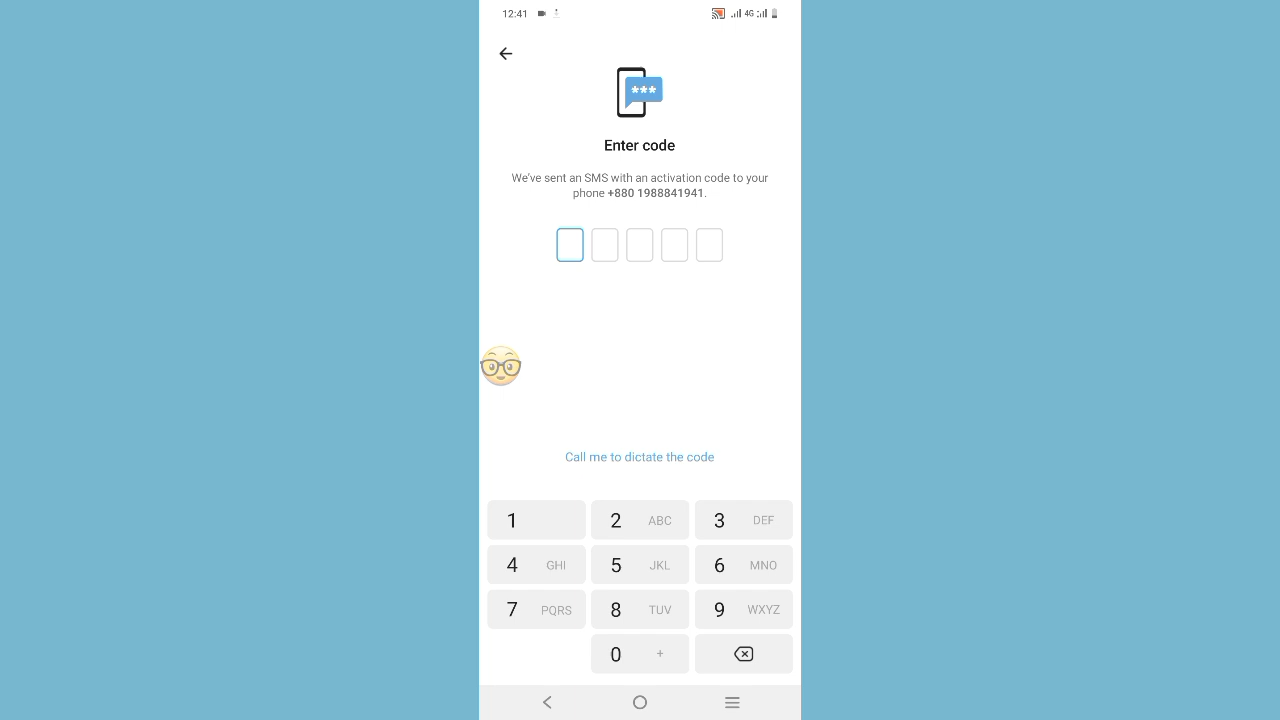 12:41 4G
***
Enter code
We've sent an SMS with an activation code to your
phone +880 1988841941.
Call me to dictate the code
1 2 ABC 3 DEF
4 GHI 5 JKL 6 MNO
7 PQRS 8 TUV 9 WXYZ
0 +